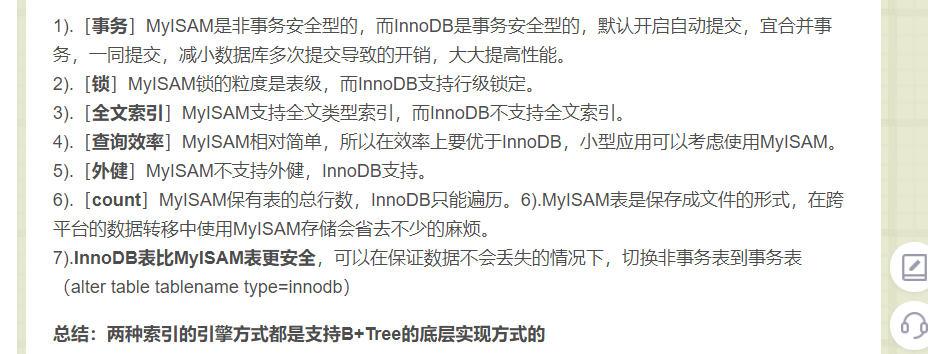 1).［事务］MyISAM是非事务安全型的，而InnoDB是事务安全型的，默认开启自动提交，宜合并事
务，一同提交，减小数据库多次提交导致的开销，大大提高性能。
2).［锁］MyISAM锁的粒度是表级，而InnoDB支持行级锁定。
3).［全文索引］MyISAM支持全文类型索引，而InnoDB不支持全文索引。
4).［查询效率］MyISAM相对简单，所以在效率上要优于InnoDB，小型应用可以考虑使用MyISAM。
5).［外健］MyISAM不支持外健，InnoDB支持。
6).［count］MyISAM保有表的总行数，InnoDB只能遍历。6).MyISAM表是保存成文件的形式，在跨
平台的数据转移中使用MyISAM存储会省去不少的麻烦。
7).InnoDB表比MyISAM表更安全，可以在保证数据不会丢失的情况下，切换非事务表到事务表
（alter table tablename type=innodb）
总结：两种索引的引擎方式都是支持B+Tree的底层实现方式的